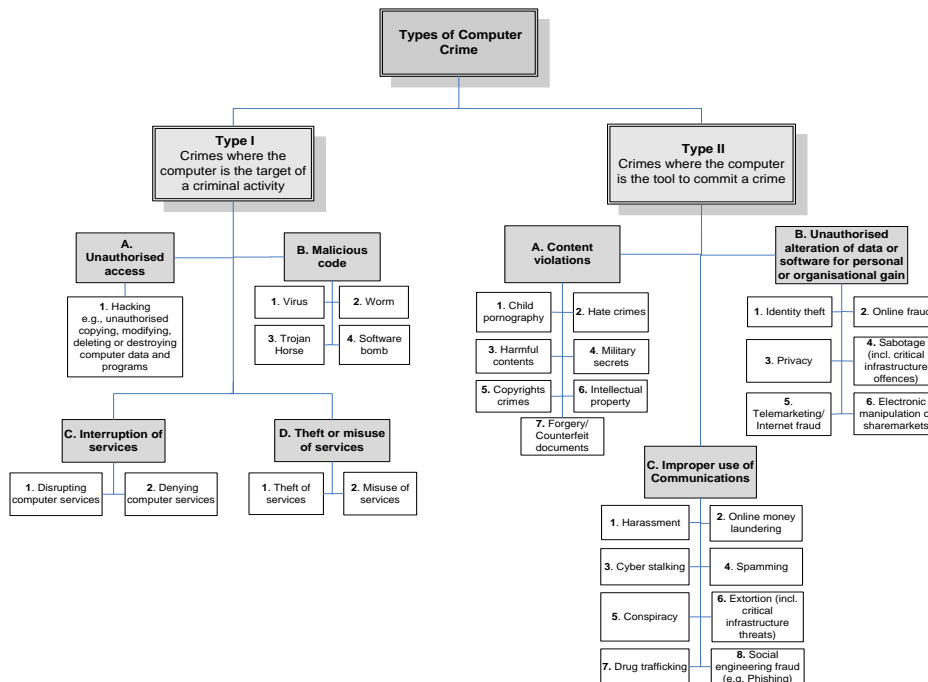 Types of Computer
Crime
Type I
Crimes where the
computer is the target of
a criminal activity
Type II
Crimes where the computer
is the tool to commit a crime
A.
Unauthorised
access
1. Hacking
e.g., unauthorised
copying, modifying,
deleting or destroying
computer data and
programs
B. Malicious
code
1. Virus
2. Worm
3. Trojan
Horse
4. Software
bomb
C. Interruption of
services
1. Disrupting
computer services
2. Denying
computer services
D. Theft or misuse
of services
1. Theft of
services
2. Misuse of
services
A. Content
violations
1. Child
pornography
2. Hate crimes
3. Harmful
contents
4. Military
secrets
5. Copyrights
crimes
6. Intellectual
property
7. Forgery/
Counterfeit
documents
B. Unauthorised
alteration of data or
software for personal
or organisational gain
1. Identity theft
2. Online fraud
3. Privacy
4. Sabotage
(incl. critical
infrastructure
offences)
5.
Telemarketing/
Internet fraud
6. Electronic
manipulation of
sharemarkets
C. Improper use of
Communications
1. Harassment
2. Online money
laundering
3. Cyber stalking
4. Spamming
5. Conspiracy
6. Extortion (incl.
critical
infrastructure
threats)
7. Drug trafficking
8. Social
engineering fraud
(e.g. Phishing)